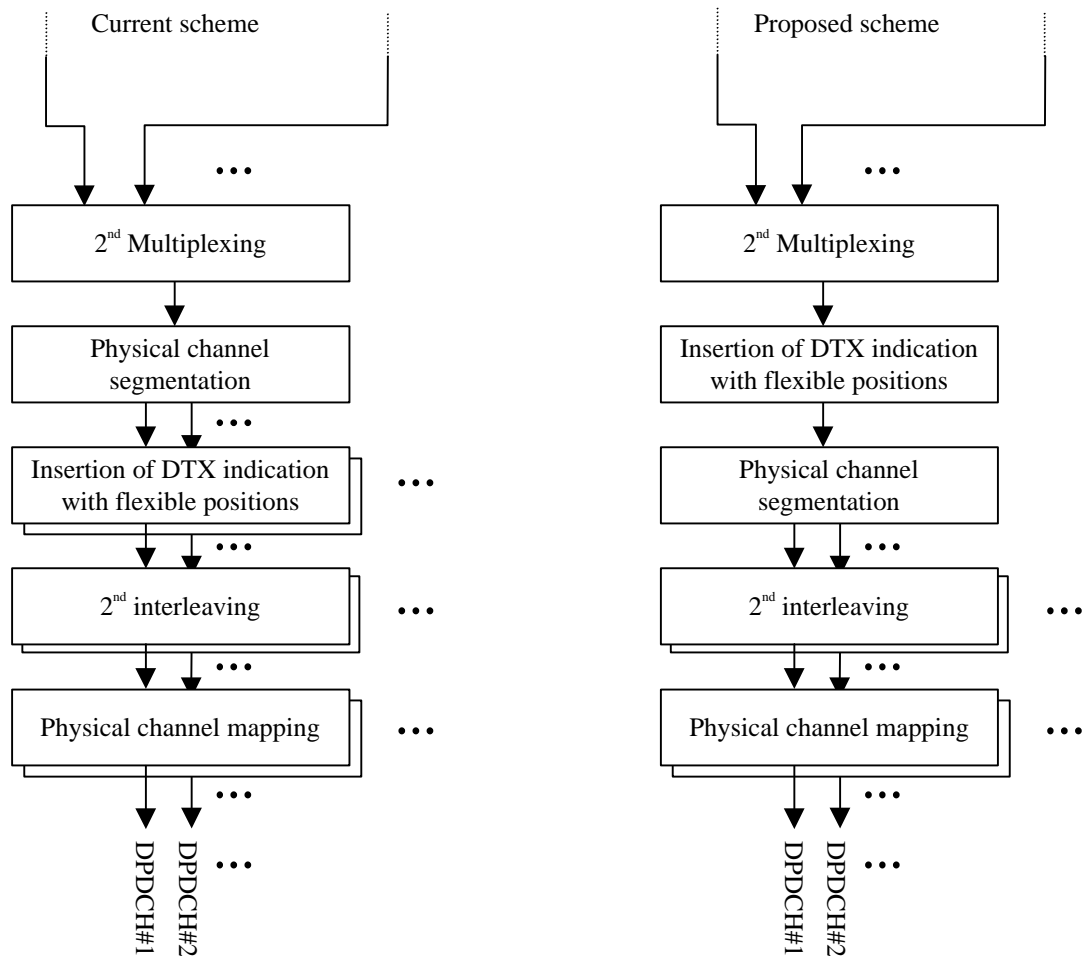 Current scheme
2nd Multiplexing
Physical channel
segmentation
Insertion of DTX indication
with flexible positions
2nd interleaving
Physical channel mapping
DPDCH#1
DPDCH#2
Proposed scheme
2nd Multiplexing
Insertion of DTX indication
with flexible positions
Physical channel
segmentation
2nd interleaving
Physical channel mapping
DPDCH#1
DPDCH#2